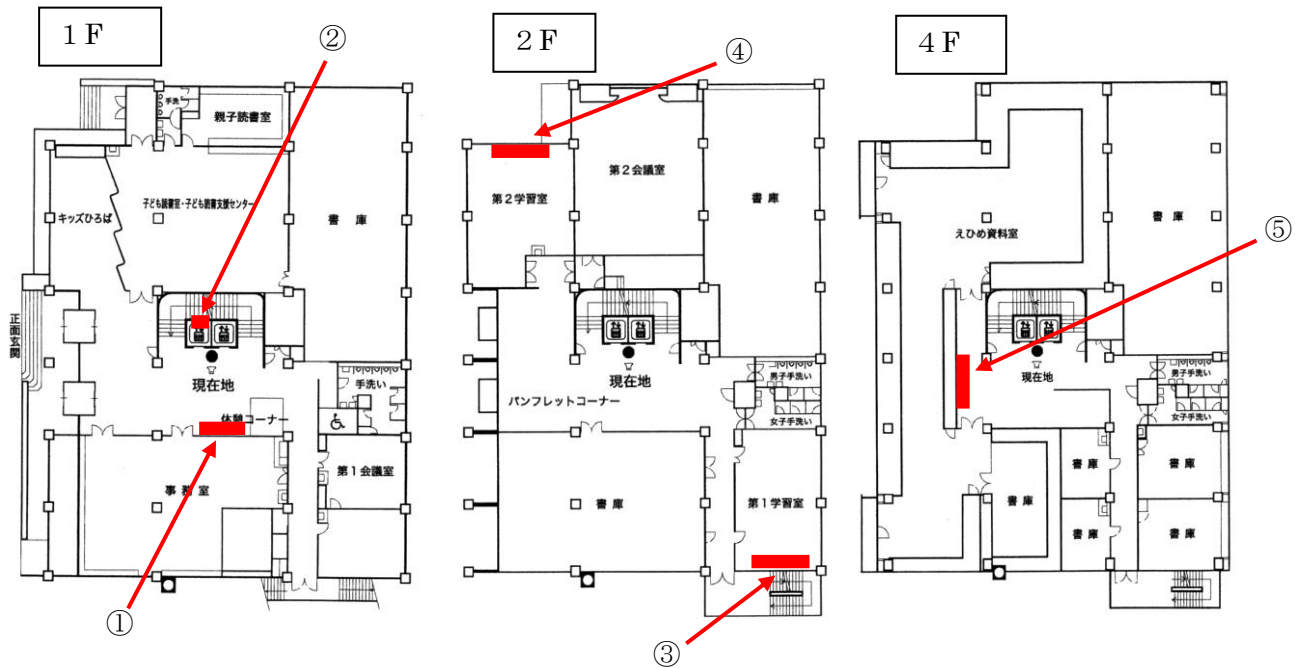 １Ｆ
②
手洗
親子読書室
キッズひろば
子ども読書室・子ども読書支援センター
書庫
正面玄関
現在地
手洗い
休憩コーナー
事務室
第１会議室
①
２Ｆ
④
第２会議室
第２学習室
書庫
現在地
パンフレットコーナー
男子手洗い
女子手洗い
書庫
第１学習室
③
４Ｆ
書庫
⑤
えひめ資料室
現在地
男子手洗い
女子手洗い
書庫
書庫
書庫
書庫
書庫